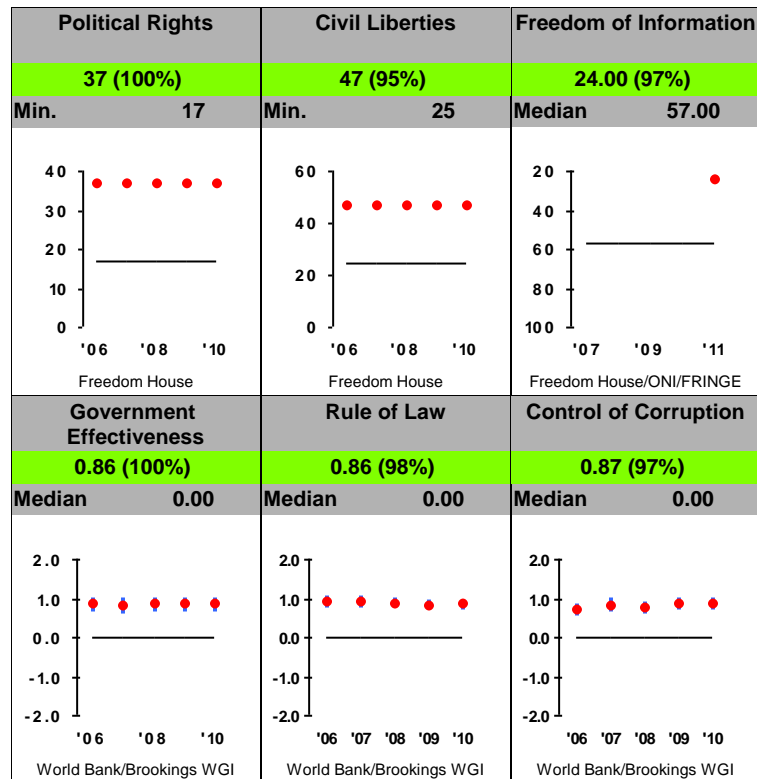 Political Rights
37 (100%)
Min. 17
40
30
20
10
0
'06 '08 '10
Freedom House
Civil Liberties
47 (95%)
Min. 25
60
40
20
0
'06 '08 '10
Freedom House
Freedom of Information
24.00 (97%)
Median 57.00
20
40
60
80
100
'07 '09 '11
Freedom House/ONI/FRINGE
Government
Effectiveness
0.86 (100%)
Median 0.00
2.0
1.0
0.0
-1.0
-2.0
'06 '08 '10
World Bank/Brookings WGI
Rule of Law
0.86 (98%)
Median 0.00
2.0
1.0
0.0
-1.0
-2.0
'06 '07 '08 '09 '10
World Bank/Brookings WGI
Control of Corruption
0.87 (97%)
Median 0.00
2.0
1.0
0.0
-1.0
-2.0
'06 '07 '08 '09 '10
World Bank/Brookings WGI